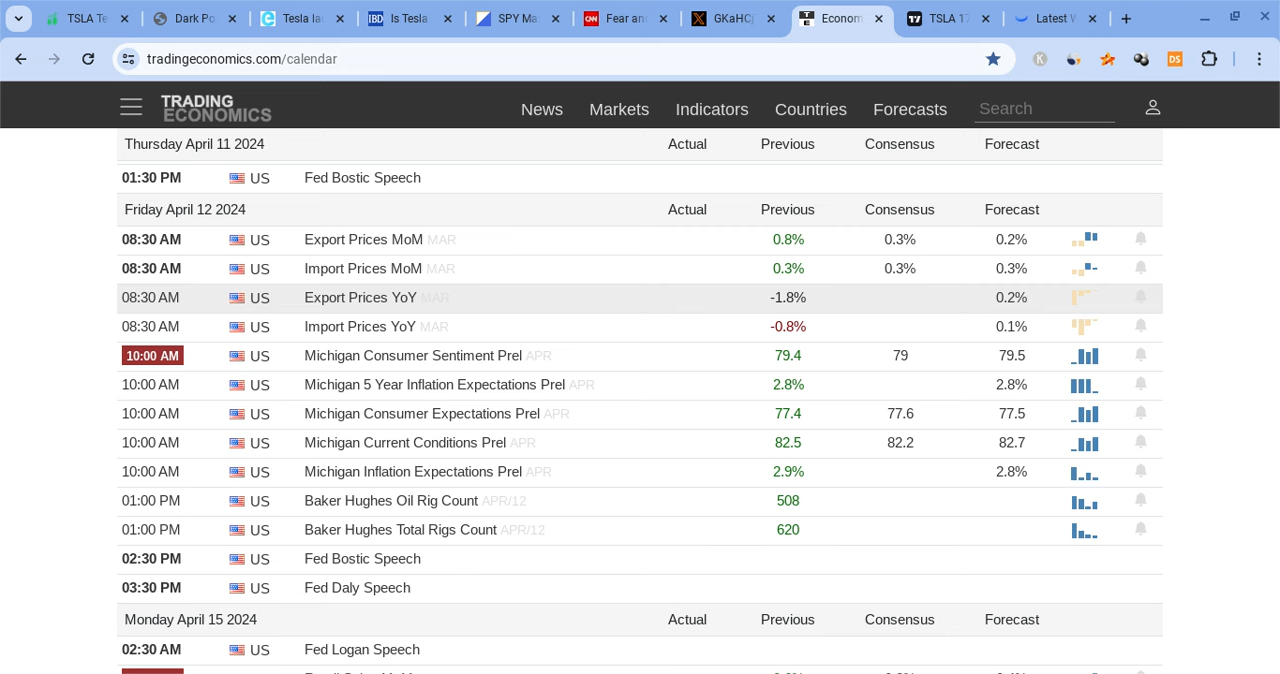 TSLA Te
Dark Po
Tesla la
IBD Is Tesla
SPY Ma
CNN Fear an
GKaHC
Econom
TSLA 17
Latest W
tradingeconomics.com/calendar
K
DS
TRADING ECONOMICS
News Markets Indicators Countries Forecasts Search
Thursday April 11 2024 Actual Previous Consensus Forecast
01:30 PM US Fed Bostic Speech
Friday April 12 2024 Actual Previous Consensus Forecast
08:30 AM US Export Prices MoM MAR 0.8% 0.3% 0.2%
08:30 AM US Import Prices MoM MAR 0.3% 0.3% 0.3%
08:30 AM US Export Prices YoY MAR -1.8% 0.2%
08:30 AM US Import Prices YoY MAR -0.8% 0.1%
10:00 AM US Michigan Consumer Sentiment Prel APR 79.4 79 79.5
10:00 AM US Michigan 5 Year Inflation Expectations Prel APR 2.8% 2.8%
10:00 AM US Michigan Consumer Expectations Prel APR 77.4 77.6 77.5
10:00 AM US Michigan Current Conditions Prel APR 82.5 82.2 82.7
10:00 AM US Michigan Inflation Expectations Prel APR 2.9% 2.8%
01:00 PM US Baker Hughes Oil Rig Count APR/12 508
01:00 PM US Baker Hughes Total Rigs Count APR/12 620
02:30 PM US Fed Bostic Speech
03:30 PM US Fed Daly Speech
Monday April 15 2024 Actual Previous Consensus Forecast
02:30 AM US Fed Logan Speech